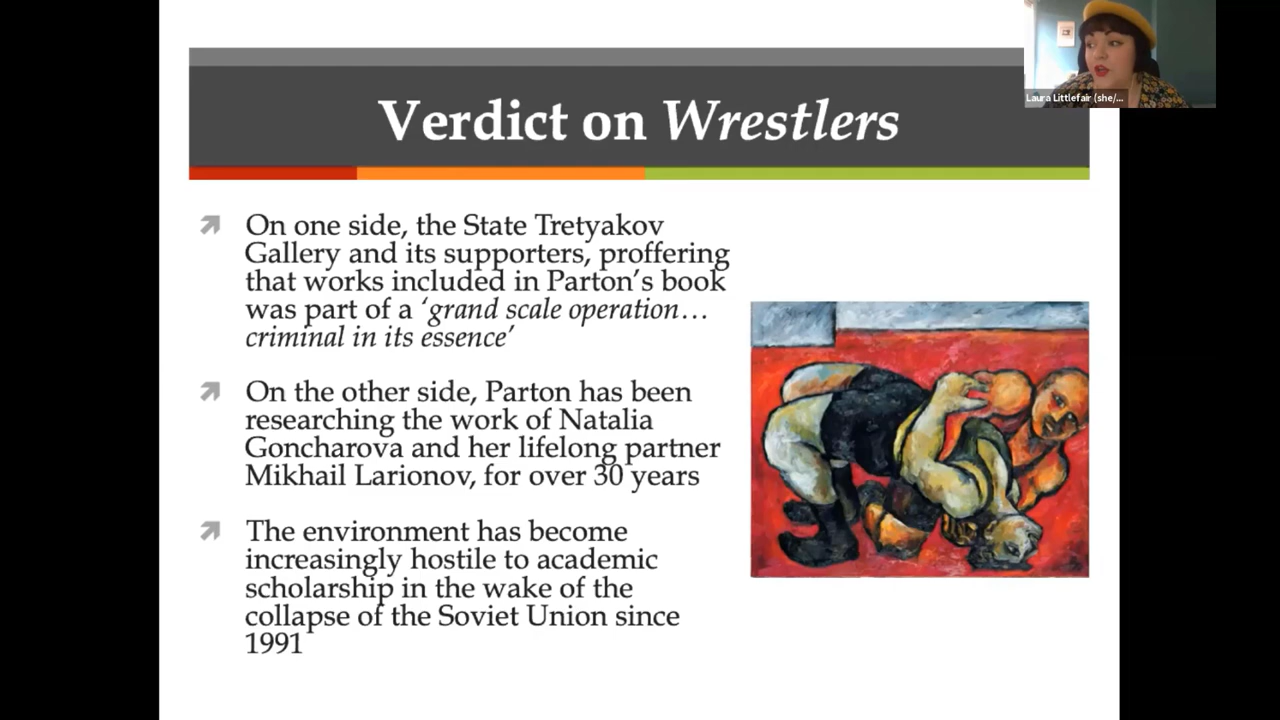 Verdict on Wrestlers
Laura Littlefair (she/...
On one side, the State Tretyakov
Gallery and its supporters, proffering
that works included in Parton's book
was part of a 'grand scale operation...
criminal in its essence'
On the other side, Parton has been
researching the work of Natalia
Goncharova and her lifelong partner
Mikhail Larionov, for over 30 years
The environment has become
increasingly hostile to academic
scholarship in the wake of the
collapse of the Soviet Union since
1991